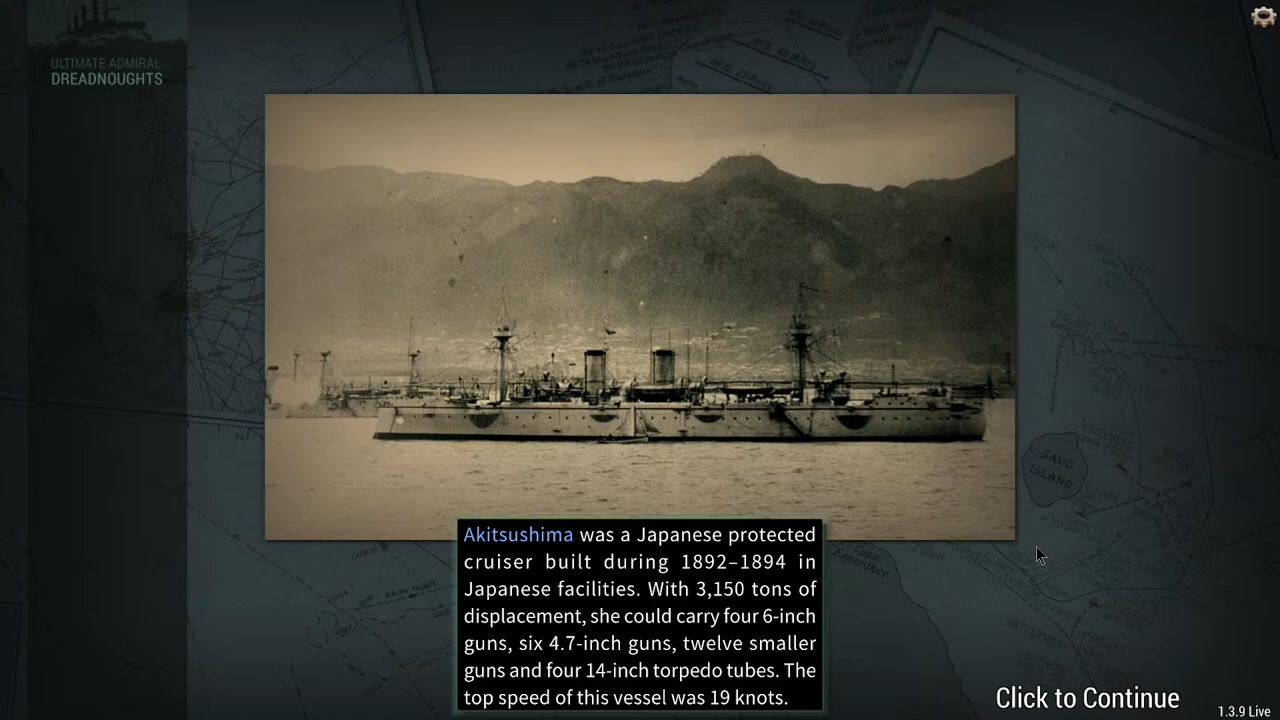 ULTIMATE ADMIRAL
DREADNOUGHTS
SAVO
ISLAND
Cape
Esperance
Akitsushima was a Japanese protected
cruiser built during 1892–1894 in
Japanese facilities. With 3,150 tons of
displacement, she could carry four 6-inch
guns, six 4.7-inch guns, twelve smaller
guns and four 14-inch torpedo tubes. The
top speed of this vessel was 19 knots.
Click to Continue
1.3.9 Live